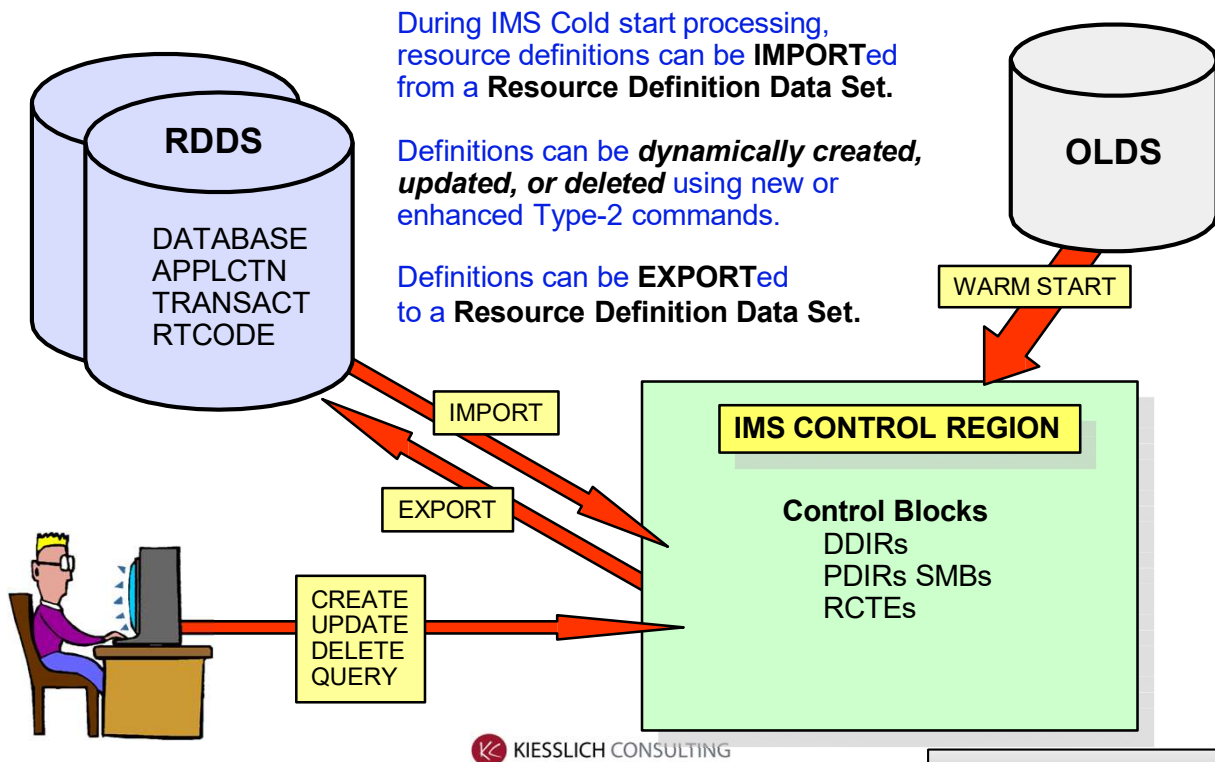 During IMS Cold start processing,
resource definitions can be IMPORTed
from a Resource Definition Data Set.
Definitions can be dynamically created,
updated, or deleted using new or
enhanced Type-2 commands.
Definitions can be EXPORTed
to a Resource Definition Data Set.
RDDS
DATABASE
APPLCTN
TRANSACT
RTCODE
OLDS
WARM START
IMPORT
EXPORT
IMS CONTROL REGION
Control Blocks
DDIRs
PDIRs SMBs
RCTEs
CREATE
UPDATE
DELETE
QUERY
KC KIESSLICH CONSULTING